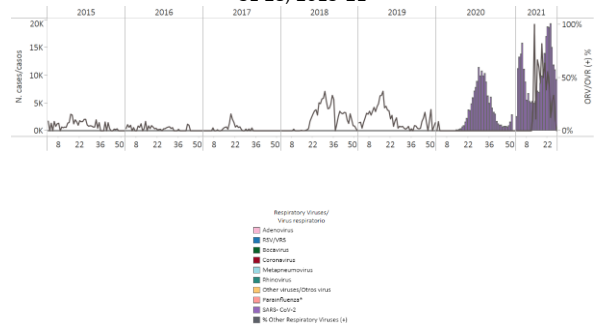 2015 2016 2017 2018 2019 2020 2021
20K 100%
15K
10K 50%
5K
0K 0%
N. cases/casos
ORV/OVR (+) %
8 22 36 50 8 22 36 50 8 22 36 50 8 22 36 50 8 22 36 50 8 22 36 50 8 22
Respiratory Viruses/
Virus respiratorio
Adenovirus
RSV/VRS
Bocavirus
Coronavirus
Metapneumovirus
Rhinovirus
Other viruses/Otros virus
Parainfluenza*
SARS- CoV-2
% Other Respiratory Viruses (+)